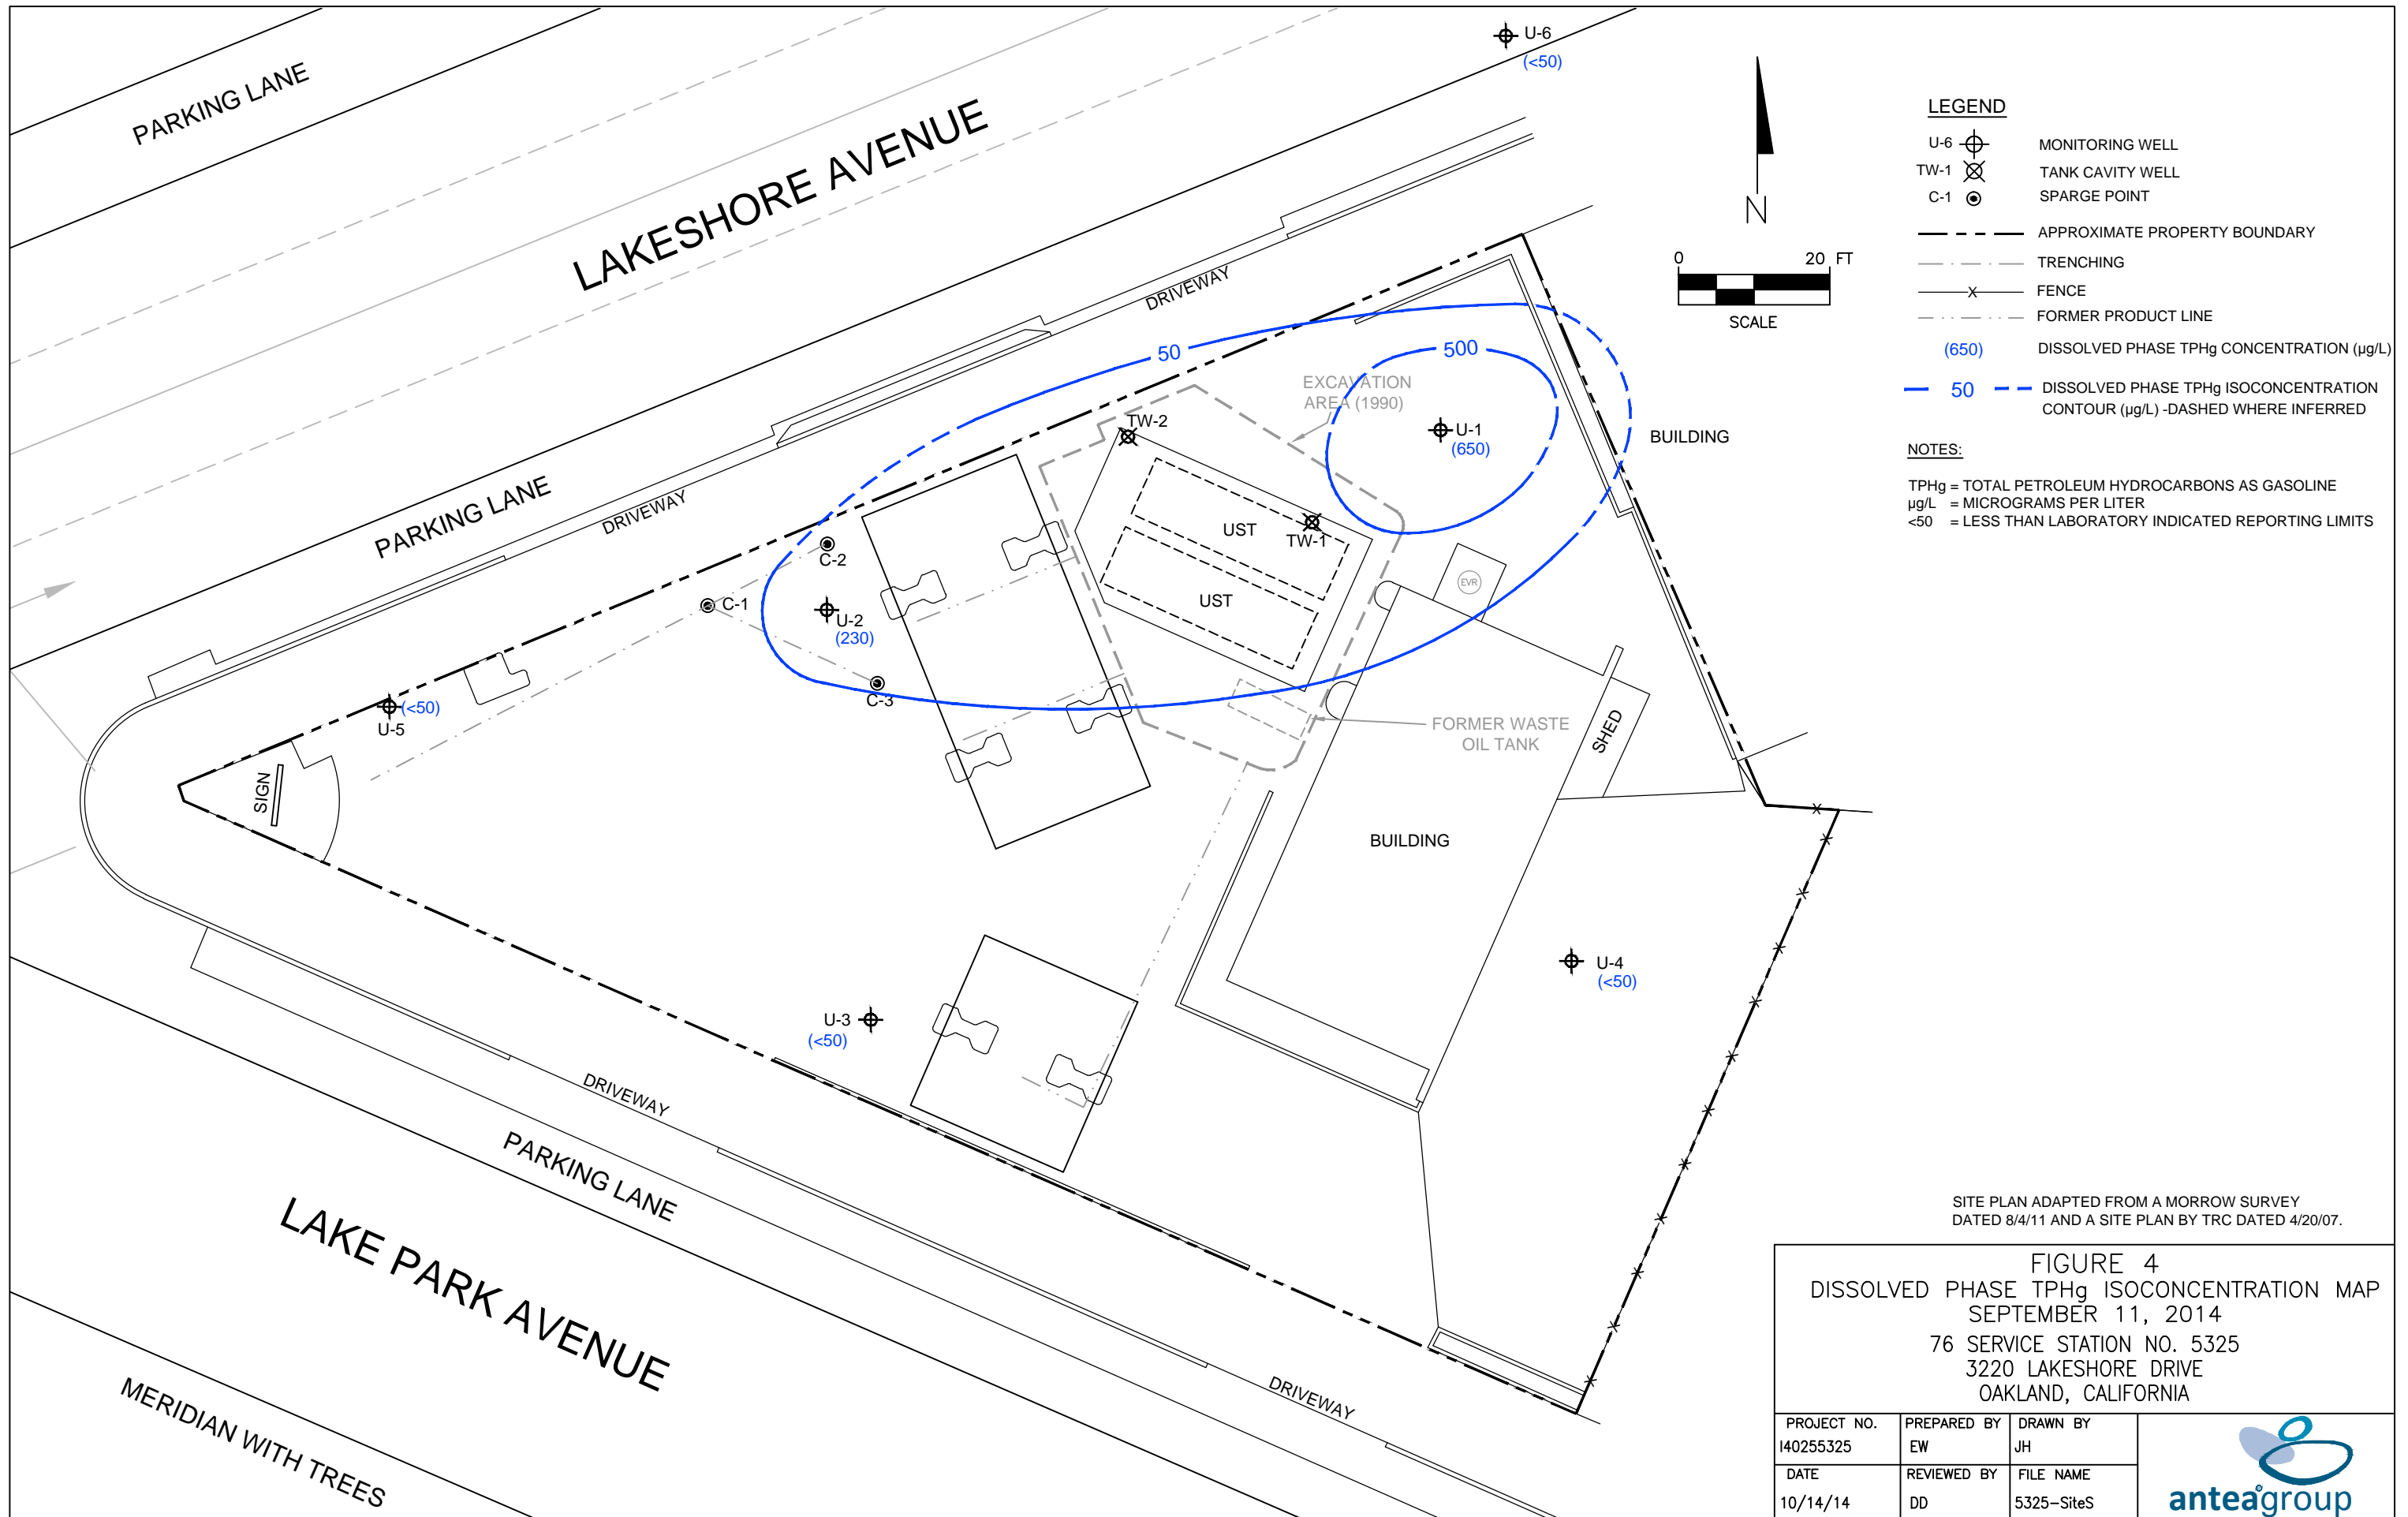 PARKING LANE
LAKESHORE AVENUE
U-6
(<50)
N
0 20 FT
SCALE
LEGEND
U-6 MONITORING WELL
TW-1 TANK CAVITY WELL
C-1 SPARGE POINT
APPROXIMATE PROPERTY BOUNDARY
TRENCHING
X FENCE
FORMER PRODUCT LINE
(650) DISSOLVED PHASE TPHg CONCENTRATION (µg/L)
50 DISSOLVED PHASE TPHg ISOCONCENTRATION
CONTOUR (µg/L) -DASHED WHERE INFERRED
NOTES:
TPHg = TOTAL PETROLEUM HYDROCARBONS AS GASOLINE
µg/L = MICROGRAMS PER LITER
<50 = LESS THAN LABORATORY INDICATED REPORTING LIMITS
DRIVEWAY
50
500
EXCAVATION
AREA (1990)
TW-2
U-1
(650)
BUILDING
PARKING LANE
DRIVEWAY
UST
TW-1
UST
C-2
C-1
U-2
(230)
C-3
EVR
U-5
(<50)
SIGN
FORMER WASTE
OIL TANK
SHED
BUILDING
U-4
(<50)
U-3
(<50)
DRIVEWAY
PARKING LANE
LAKE PARK AVENUE
MERIDIAN WITH TREES
DRIVEWAY
SITE PLAN ADAPTED FROM A MORROW SURVEY
DATED 8/4/11 AND A SITE PLAN BY TRC DATED 4/20/07.
FIGURE 4
DISSOLVED PHASE TPHg ISOCONCENTRATION MAP
SEPTEMBER 11, 2014
76 SERVICE STATION NO. 5325
3220 LAKESHORE DRIVE
OAKLAND, CALIFORNIA
PROJECT NO. PREPARED BY DRAWN BY
I40255325 EW JH
DATE REVIEWED BY FILE NAME
10/14/14 DD 5325-SiteS
anteagroup